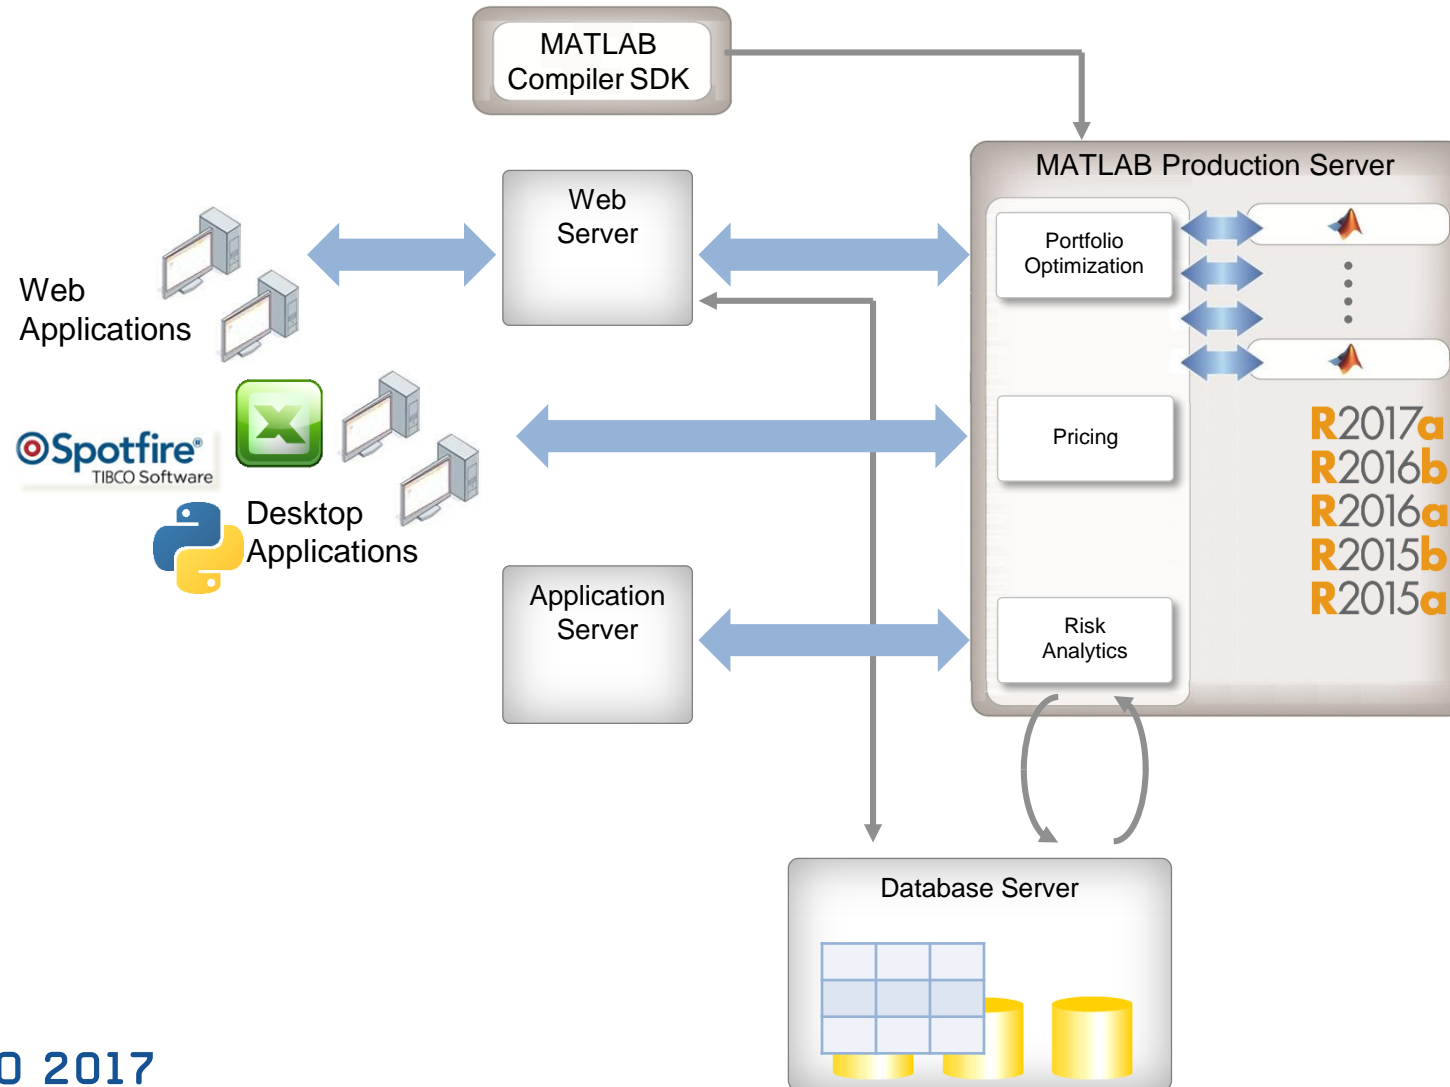 MATLAB
Compiler SDK
MATLAB Production Server
Web
Server
Portfolio
Optimization
Web
Applications
Pricing
Spotfire®
TIBCO Software
Desktop
Applications
R2017a
R2016b
R2016a
R2015b
R2015a
Application
Server
Risk
Analytics
Database Server
O 2017